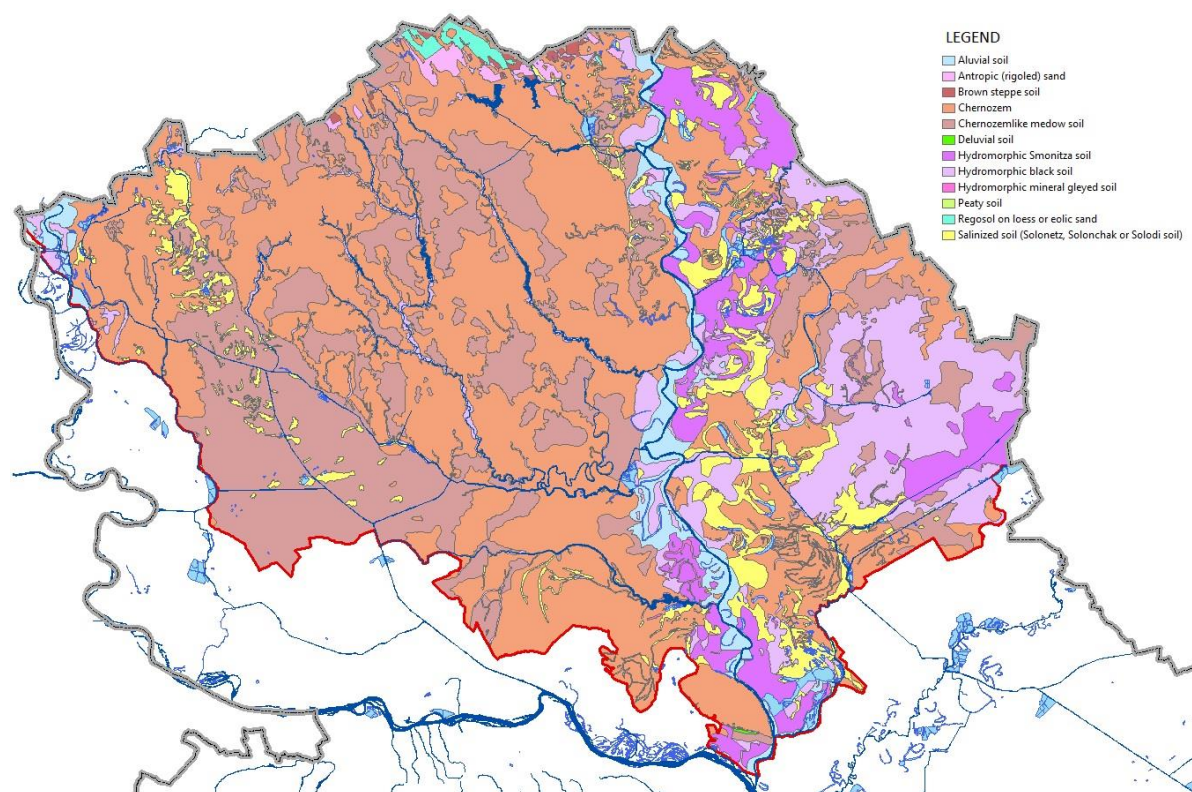 LEGEND
Aluvial soil
Antropic (rigoled) sand
Brown steppe soil
Chernozem
Chernozemlike medow soil
Deluvial soil
Hydromorphic Smonitza soil
Hydromorphic black soil
Hydromorphic mineral gleyed soil
Peaty soil
Regosol on loess or eolic sand
Salinized soil (Solonetz, Solonchak or Solodi soil)